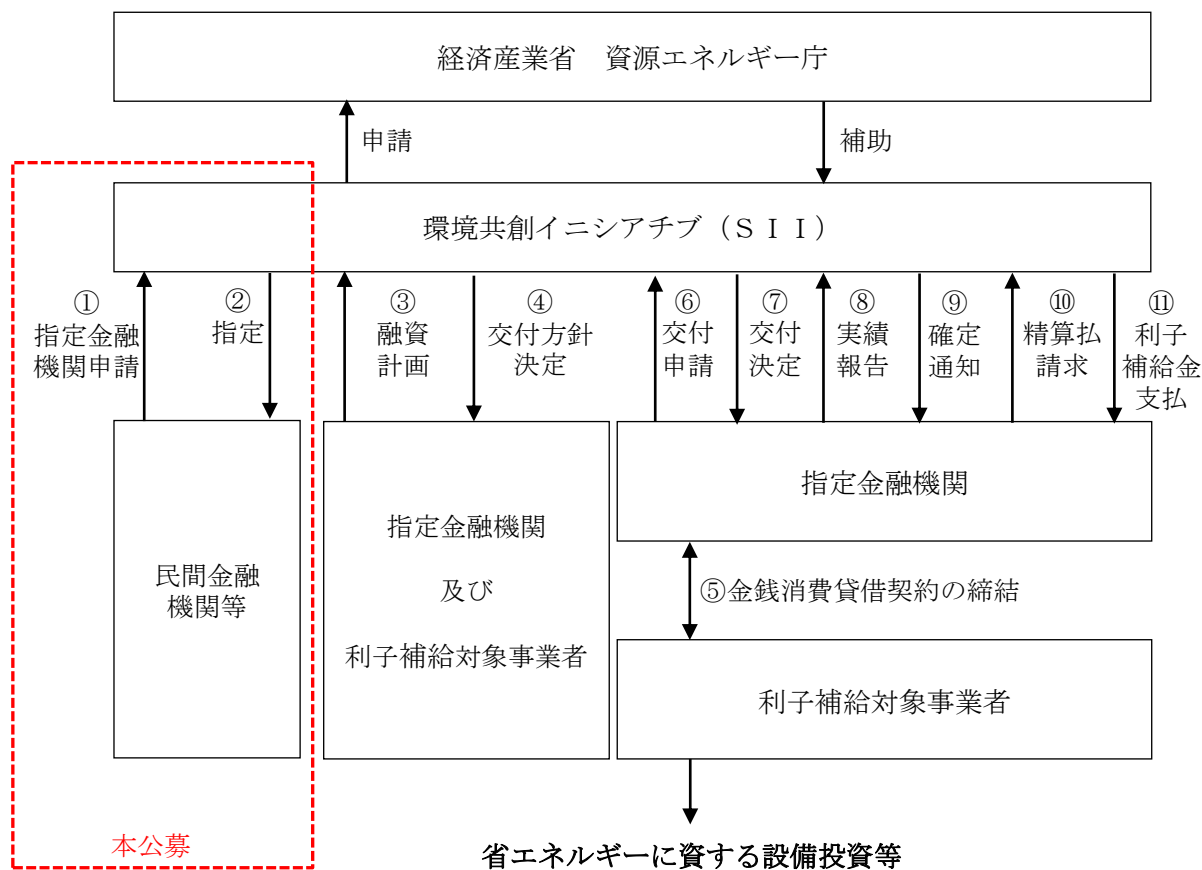 経済産業省　資源エネルギー庁
申請
補助
環境共創イニシアチブ（ＳＩＩ）
①
指定金融
機関申請
②
指定
③
融資
計画
④
交付方針
決定
⑥
交付
申請
⑦
交付
決定
⑧
実績
報告
⑨
確定
通知
⑩
精算払
請求
⑪
利子
補給金
支払
民間金融
機関等
指定金融機関
及び
利子補給対象事業者
指定金融機関
⑤金銭消費貸借契約の締結
利子補給対象事業者
本公募
省エネルギーに資する設備投資等